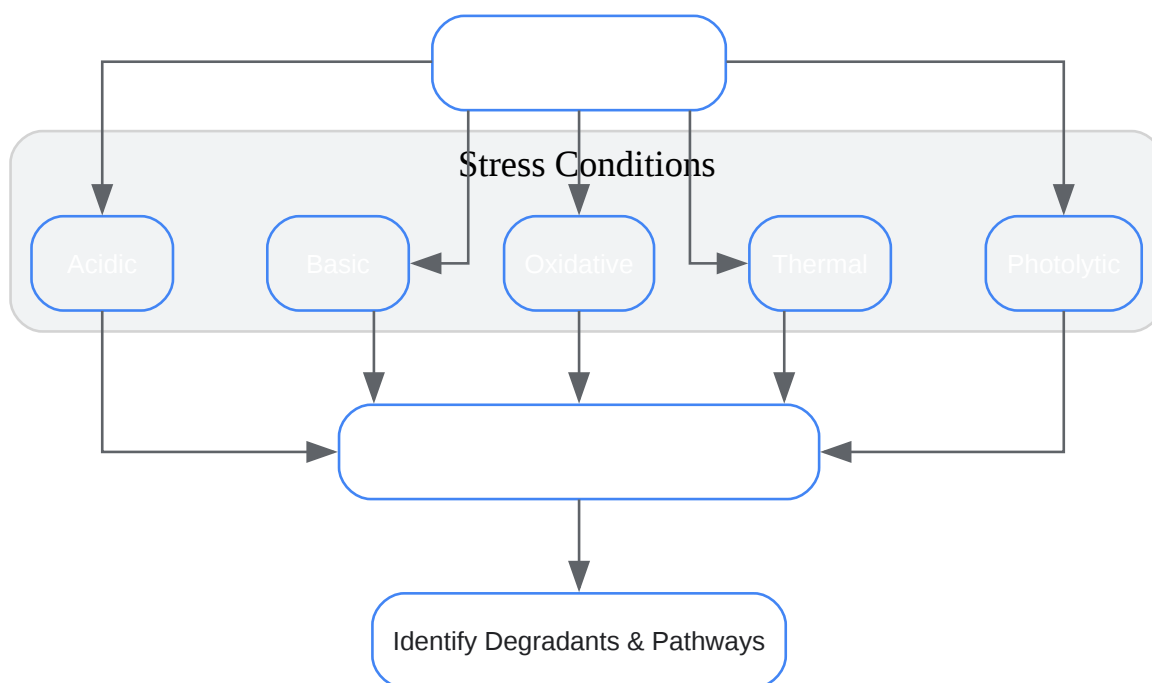 Stress Conditions
Acidic
Basic
Oxidative
Thermal
Photolytic
Identify Degradants & Pathways